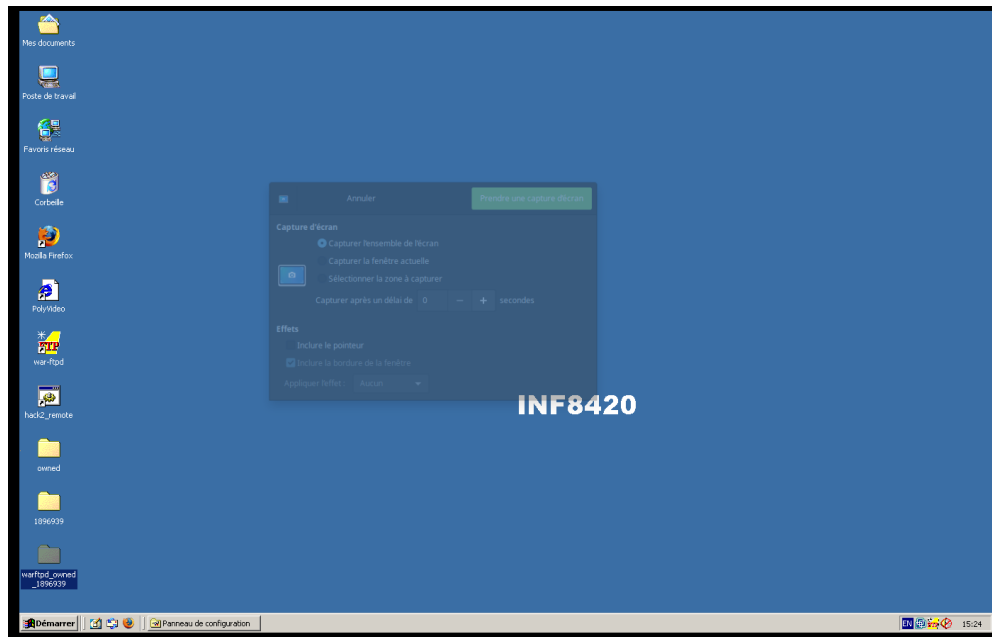 Mes documents
Poste de travail
Favoris réseau
Corbeille
Mozilla Firefox
PolyVideo
war-ftpd
hack2_remote
owned
1896939
warftpd_owned
_1896939
Annuler Prendre une capture d'écran
Capture d'écran
Capturer l'ensemble de l'écran
Capturer la fenêtre actuelle
Sélectionner la zone à capturer
Capturer après un délai de 0 − + secondes
Effets
Inclure le pointeur
Inclure la bordure de la fenêtre
Appliquer l'effet Aucun
INF8420
Démarrer Panneau de configuration EN 15:24